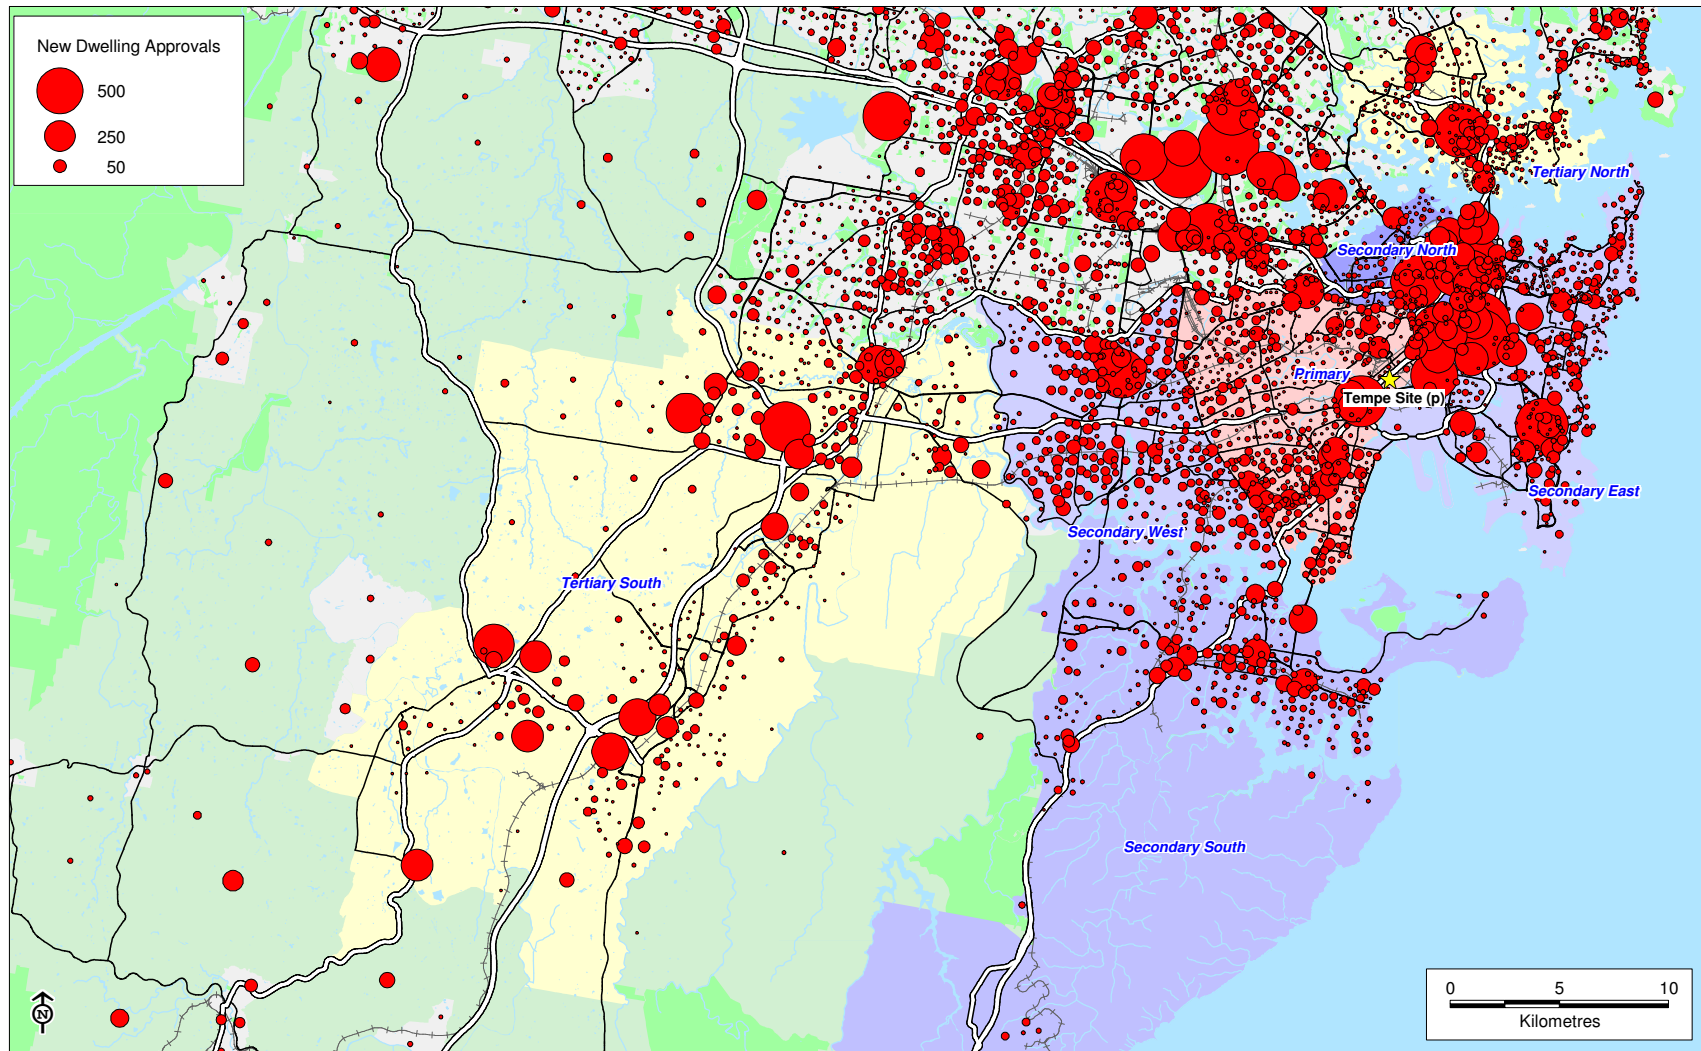 New Dwelling Approvals
500
250
50
Tertiary North
Secondary North
Primary
Tempe Site (p)
Secondary East
Secondary West
Tertiary South
Secondary South
N
0 5 10
Kilometres